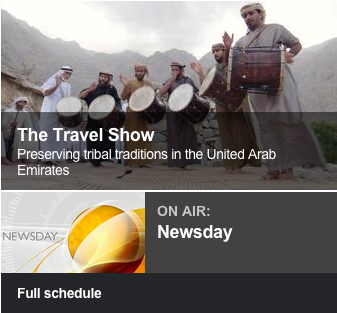 The Travel Show
Preserving tribal traditions in the United Arab
Emirates
NEWSDAY
ON AIR:
Newsday
Full schedule